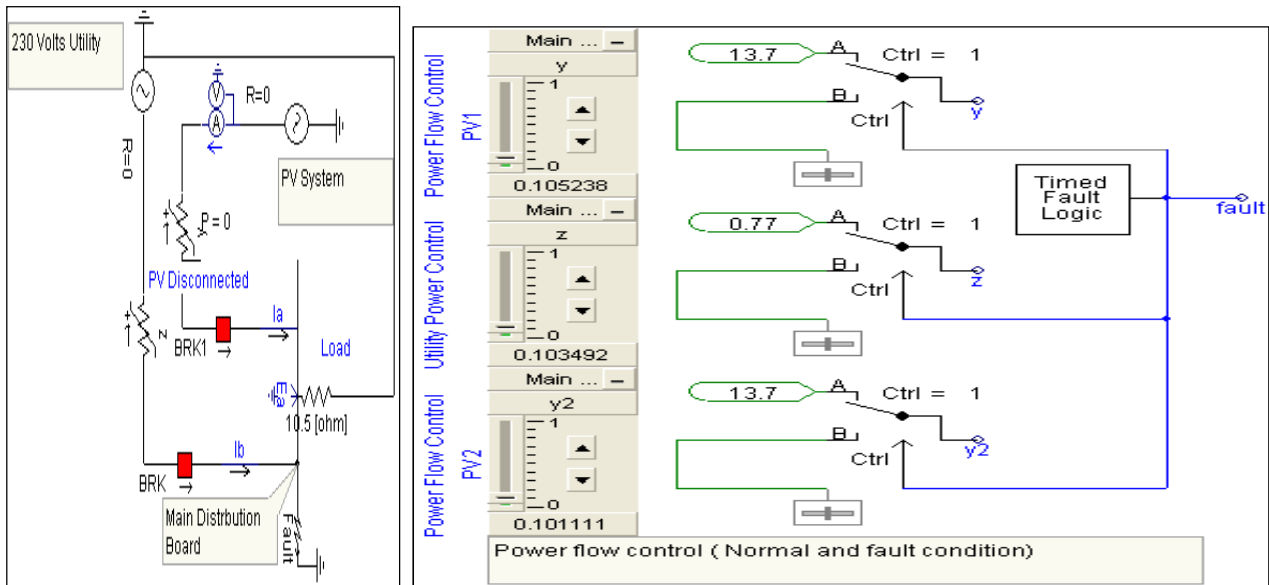 230 Volts Utility
R=0
V
A
R=0
PV System
+
P = 0
PV Disconnected
+
z
Ia
BRK1
Load
Ea
10.5 [ohm]
Ib
BRK
Main Distrbution
Board
Fault
Power Flow Control
PV1
Main ...
y
1
0
0.105238
13.7
A
Ctrl = 1
B
Ctrl
y
Timed
Fault
Logic
fault
Utility Power Control
Main ...
z
1
0
0.103492
0.77
A
Ctrl = 1
B
Ctrl
z
Power Flow Control
PV2
Main ...
y2
1
0
0.101111
13.7
A
Ctrl = 1
B
Ctrl
y2
Power flow control ( Normal and fault condition)